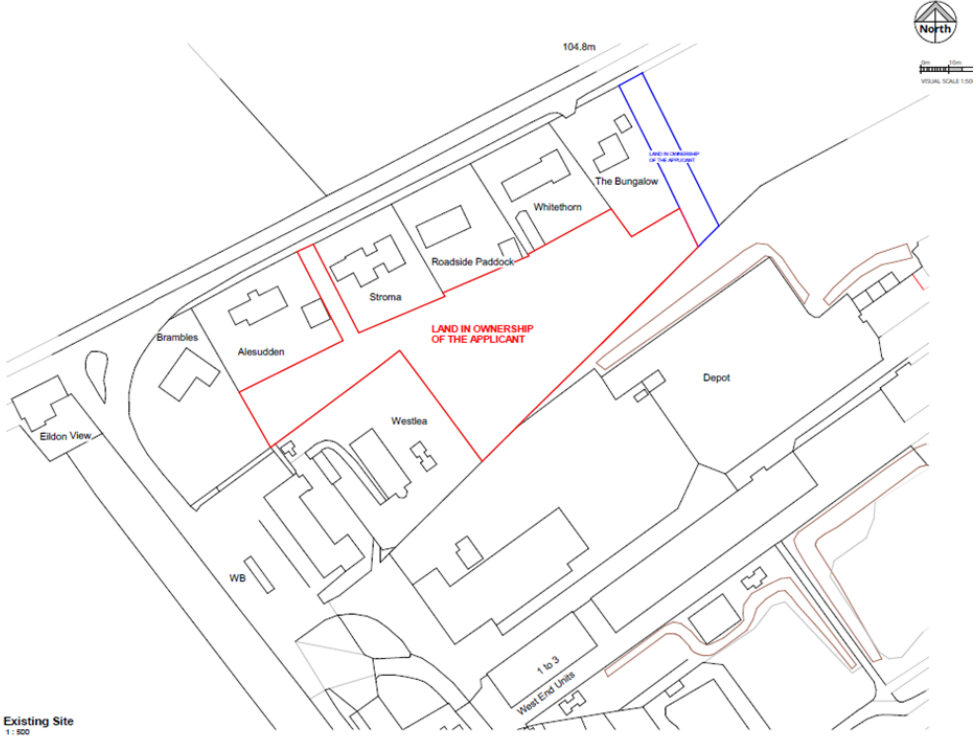 North
0m 10m
VISUAL SCALE 1:500
104.8m
LAND IN OWNERSHIP
OF THE APPLICANT
The Bungalow
Whitethorn
Roadside Paddock
Stroma
LAND IN OWNERSHIP
OF THE APPLICANT
Brambles
Alesudden
Depot
Westlea
Eildon View
WB
1 to 3
West End Units
Existing Site
1 : 500